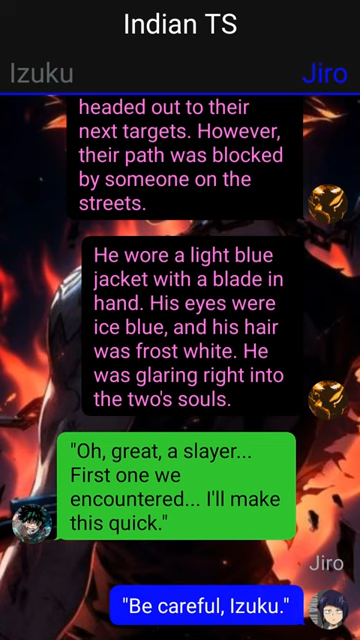 Indian TS
Izuku
Jiro
headed out to their
next targets. However,
their path was blocked
by someone on the
streets.
He wore a light blue
jacket with a blade in
hand. His eyes were
ice blue, and his hair
was frost white. He
was glaring right into
the two's souls.
"Oh, great, a slayer...
First one we
encountered... I'll make
this quick."
Jiro
"Be careful, Izuku."